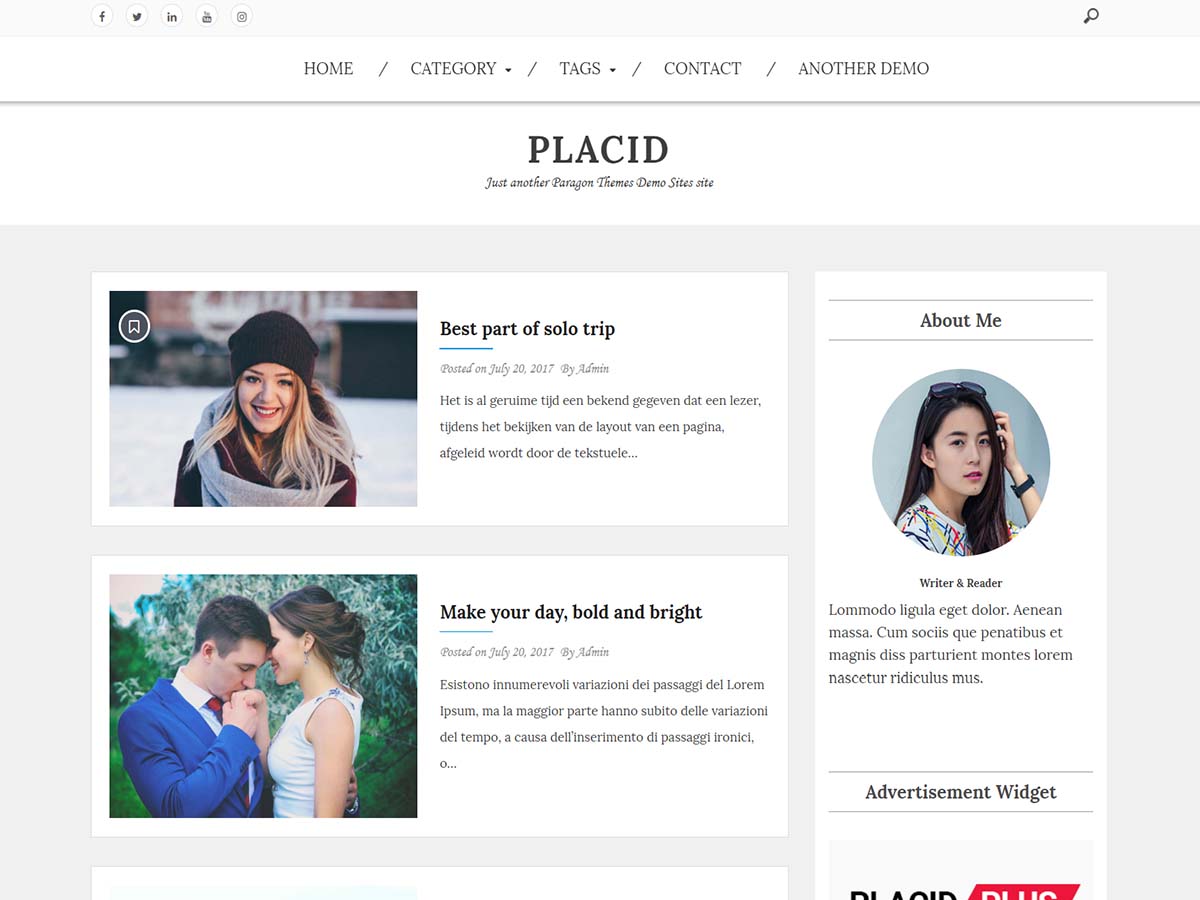 HOME / CATEGORY / TAGS / CONTACT / ANOTHER DEMO
PLACID
Just another Paragon Themes Demo Sites site
Best part of solo trip
Posted on July 20, 2017 By Admin
Het is al geruime tijd een bekend gegeven dat een lezer,
tijdens het bekijken van de layout van een pagina,
afgeleid wordt door de tekstuele...
Make your day, bold and bright
Posted on July 20, 2017 By Admin
Esistono innumerevoli variazioni dei passaggi del Lorem
Ipsum, ma la maggior parte hanno subito delle variazioni
del tempo, a causa dell'inserimento di passaggi ironici,
o...
About Me
Writer & Reader
Lommodo ligula eget dolor. Aenean
massa. Cum sociis que penatibus et
magnis diss parturient montes lorem
nascetur ridiculus mus.
Advertisement Widget
PLACID PLUS